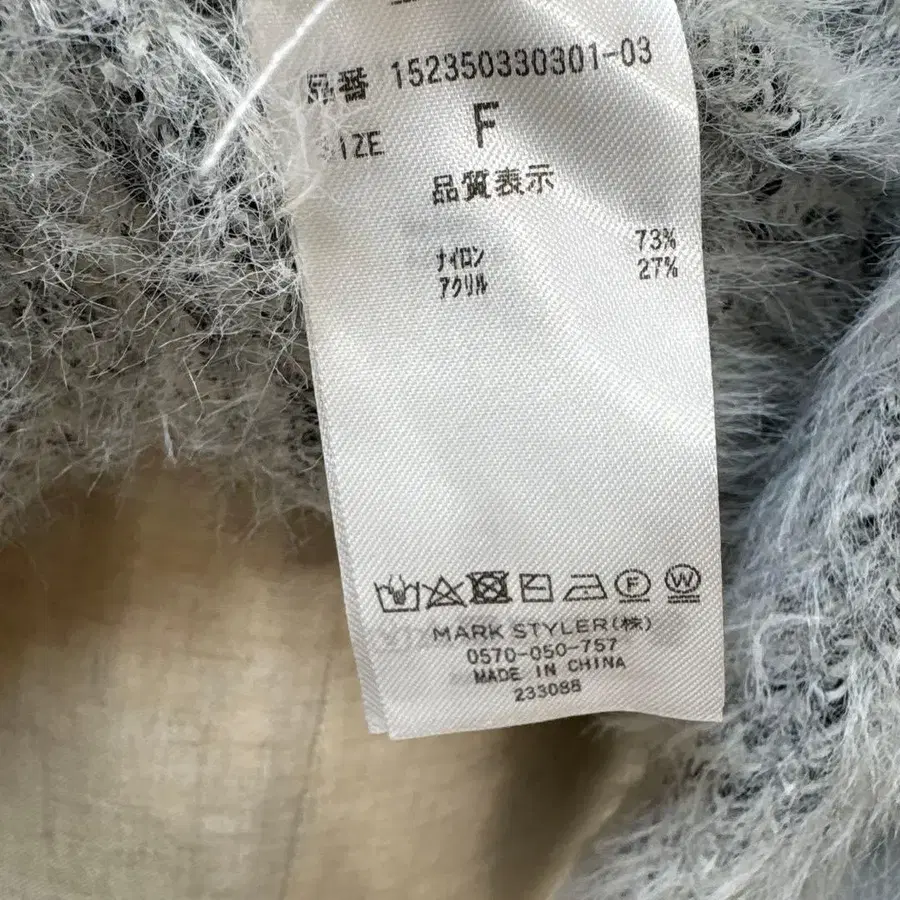 品番 152350330301-03
SIZE F
品質表示
ナイロン 73%
アクリル 27%
F W
MARK STYLER(株)
0570-050-757
MADE IN CHINA
233086